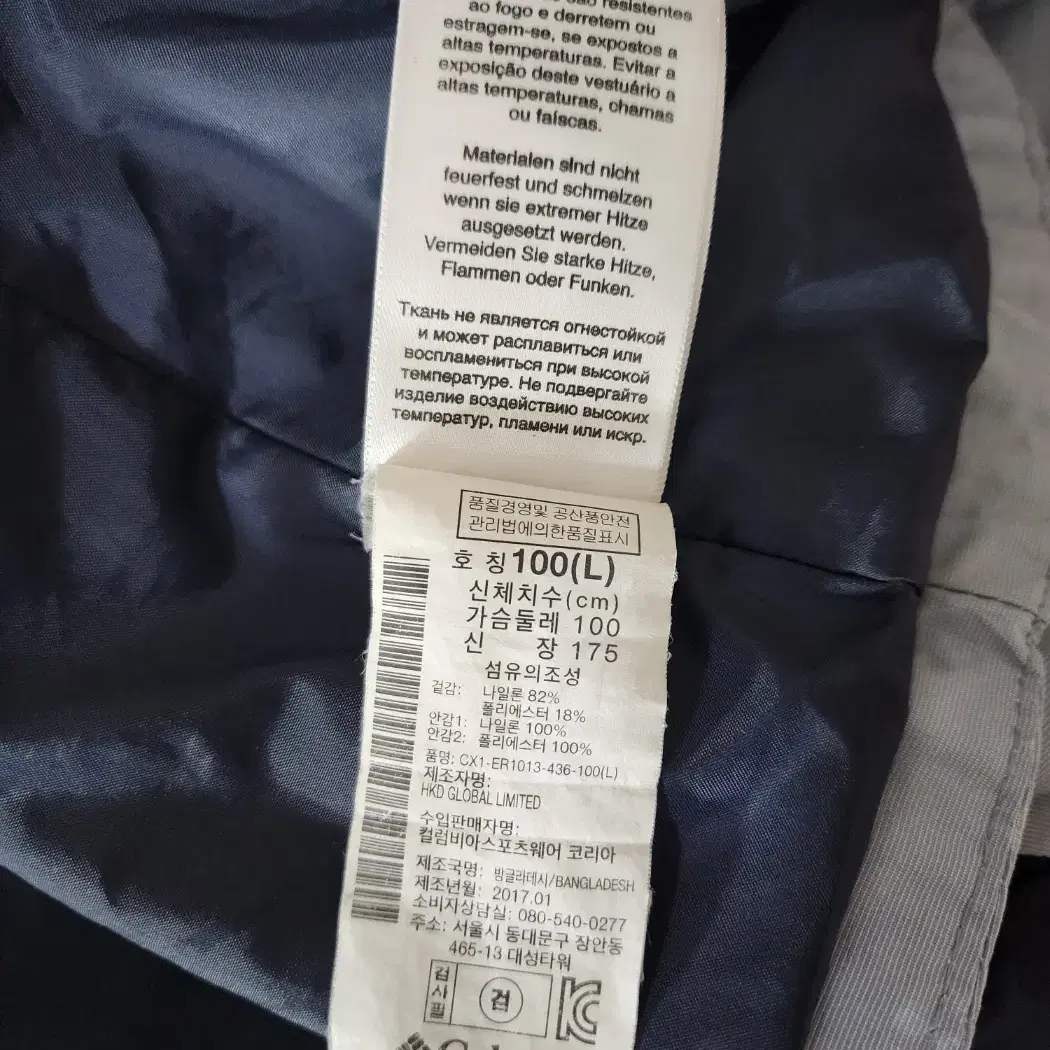 são resistentes
ao fogo e derretem ou
estragem-se, se expostos a
altas temperaturas. Evitar a
exposição deste vestuário a
altas temperaturas, chamas
ou faíscas.
Materialen sind nicht
feuerfest und schmelzen
wenn sie extremer Hitze
ausgesetzt werden.
Vermeiden Sie starke Hitze,
Flammen oder Funken.
Ткань не является огнестойкой
и может расплавиться или
воспламениться при высокой
температуре. Не подвергайте
изделие воздействию высоких
температур, пламени или искр.
품질경영및 공산품안전
관리법에의한품질표시
호 칭 100(L)
신체치수(cm)
가슴둘레 100
신 장 175
섬유의조성
겉감: 나일론 82%
폴리에스터 18%
안감1: 나일론 100%
안감2: 폴리에스터 100%
품명: CX1-ER1013-436-100(L)
제조자명:
HKD GLOBAL LIMITED
수입판매자명:
컬럼비아스포츠웨어 코리아
제조국명: 방글라데시/BANGLADESH
제조년월: 2017.01
소비자상담실: 080-540-0277
주소: 서울시 동대문구 장안동
465-13 대성타워
검사필 검